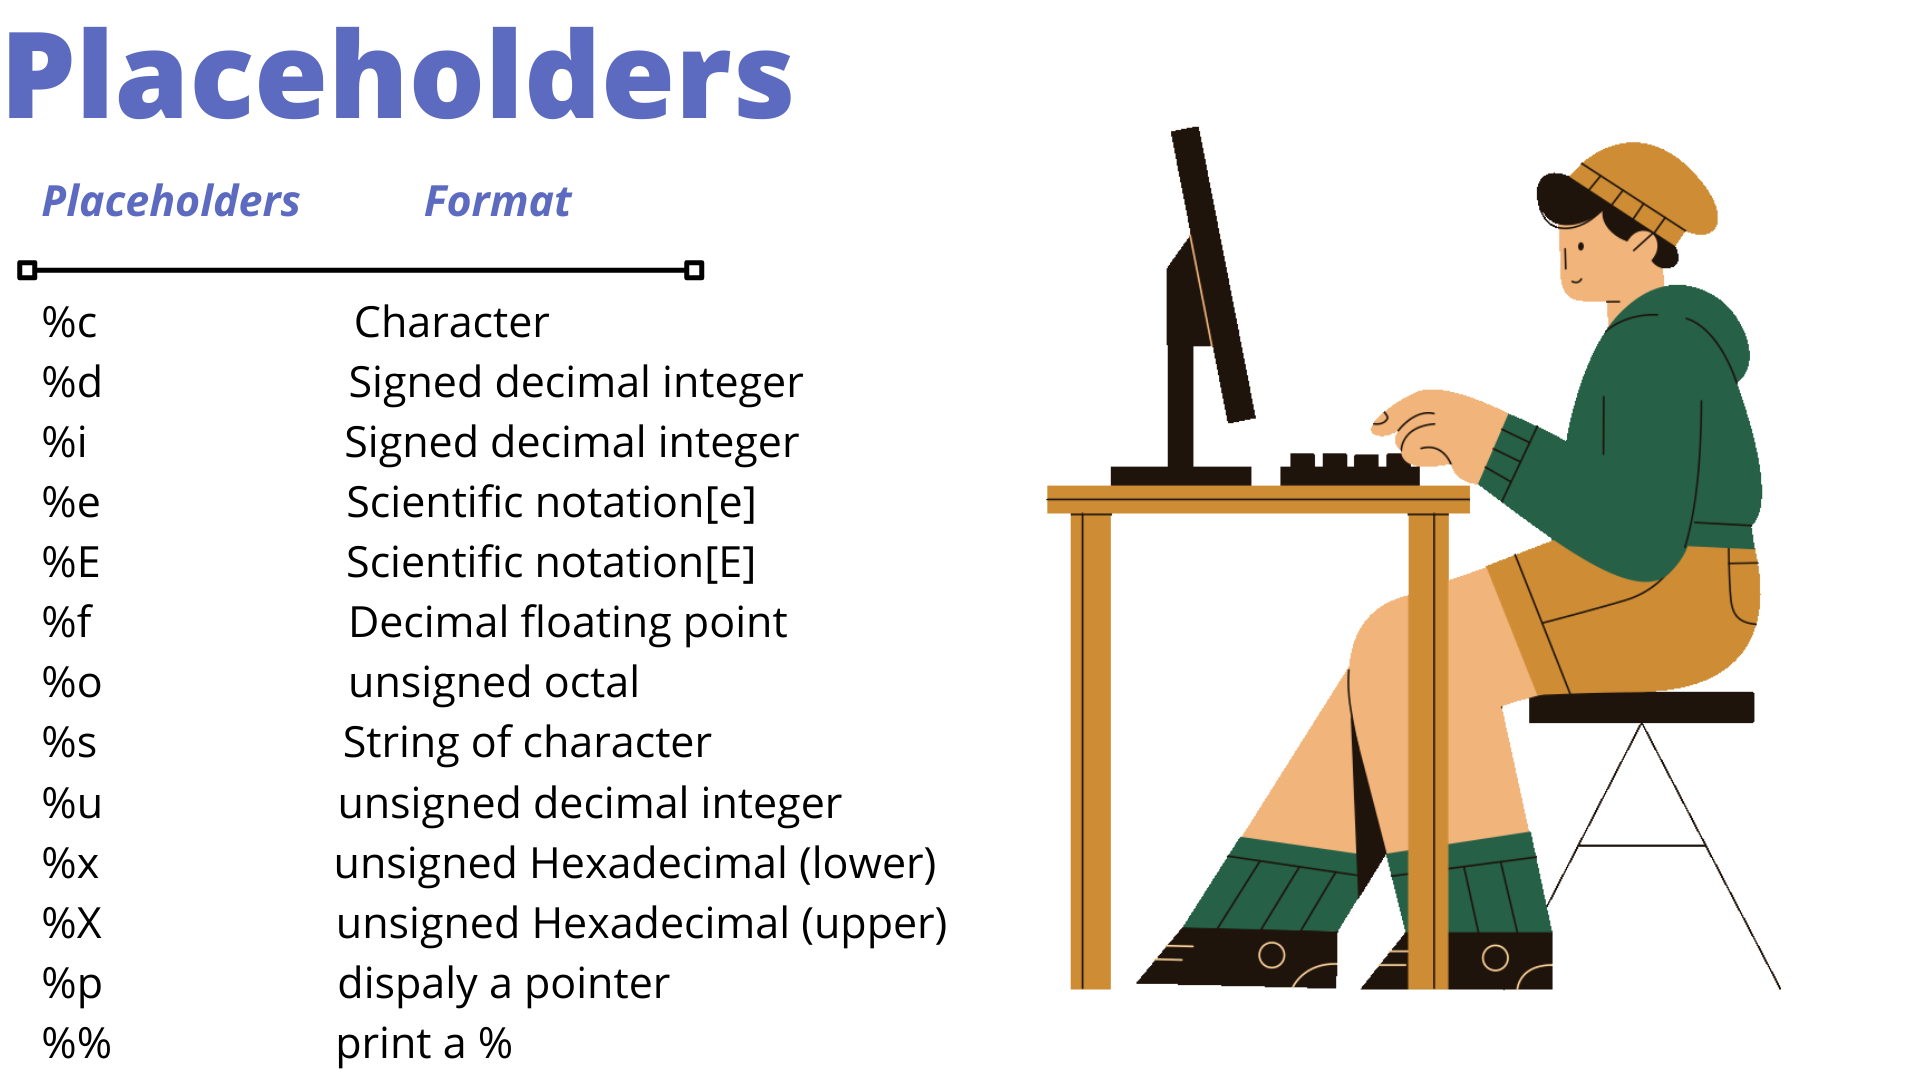 Placeholders
Placeholders Format
%c Character
%d Signed decimal integer
%i Signed decimal integer
%e Scientific notation[e]
%E Scientific notation[E]
%f Decimal floating point
%o unsigned octal
%s String of character
%u unsigned decimal integer
%x unsigned Hexadecimal (lower)
%X unsigned Hexadecimal (upper)
%p dispaly a pointer
%% print a %